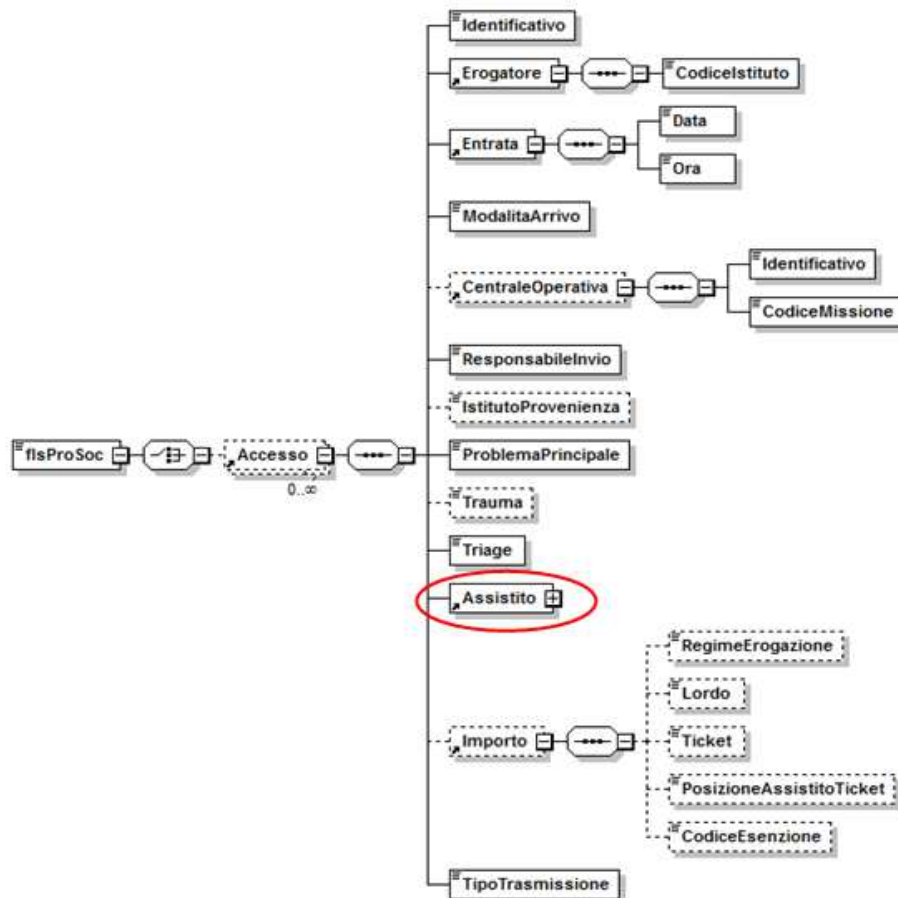 Identificativo
Erogatore
CodiceIstituto
Entrata
Data
Ora
ModalitaArrivo
CentraleOperativa
Identificativo
CodiceMissione
ResponsabileInvio
IstitutoProvenienza
flsProSoc
Accesso
0..∞
ProblemaPrincipale
Trauma
Triage
Assistito
Importo
RegimeErogazione
Lordo
Ticket
PosizioneAssistitoTicket
CodiceEsenzione
TipoTrasmissione